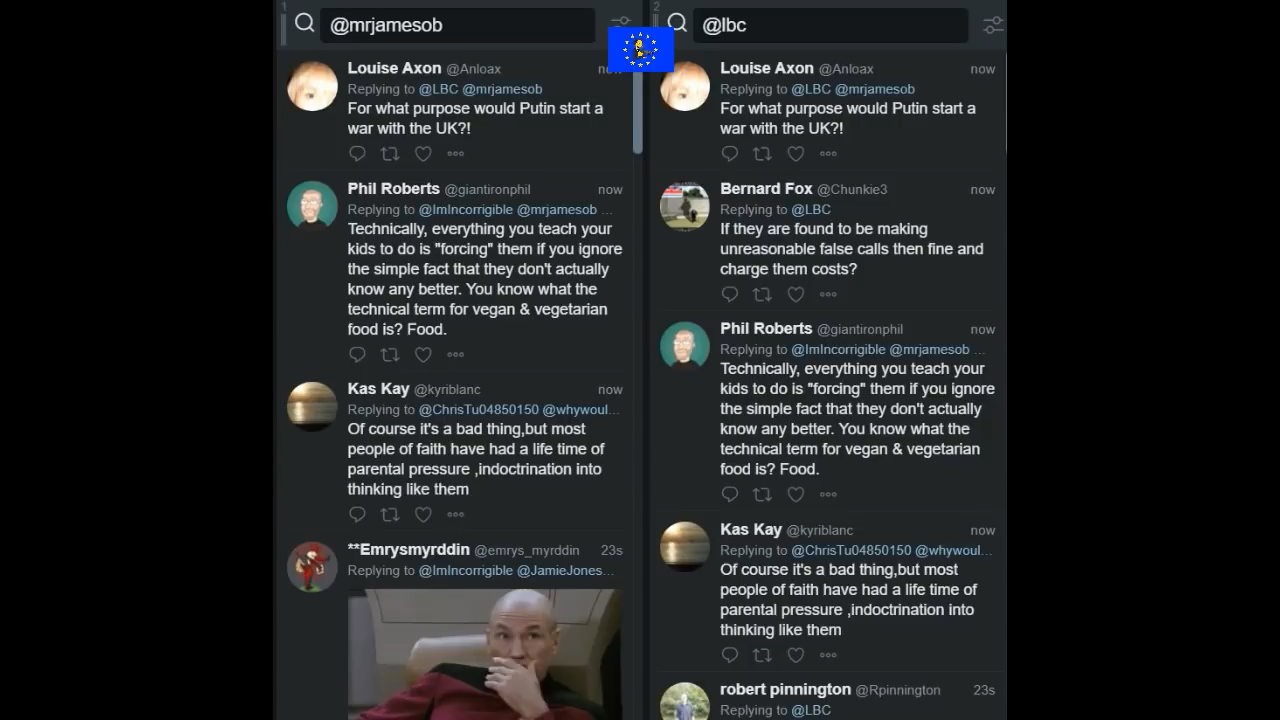 1
@mrjamesob
Louise Axon @Anloax now
Replying to @LBC @mrjamesob
For what purpose would Putin start a
war with the UK?!
Phil Roberts @giantironphil now
Replying to @ImIncorrigible @mrjamesob ...
Technically, everything you teach your
kids to do is "forcing" them if you ignore
the simple fact that they don't actually
know any better. You know what the
technical term for vegan & vegetarian
food is? Food.
Kas Kay @kyriblanc now
Replying to @ChrisTu04850150 @whywoul...
Of course it's a bad thing,but most
people of faith have had a life time of
parental pressure ,indoctrination into
thinking like them
**Emrysmyrddin @emrys_myrddin 23s
Replying to @ImIncorrigible @JamieJones...
2
@lbc
Louise Axon @Anloax now
Replying to @LBC @mrjamesob
For what purpose would Putin start a
war with the UK?!
Bernard Fox @Chunkie3 now
Replying to @LBC
If they are found to be making
unreasonable false calls then fine and
charge them costs?
Phil Roberts @giantironphil now
Replying to @ImIncorrigible @mrjamesob ...
Technically, everything you teach your
kids to do is "forcing" them if you ignore
the simple fact that they don't actually
know any better. You know what the
technical term for vegan & vegetarian
food is? Food.
Kas Kay @kyriblanc now
Replying to @ChrisTu04850150 @whywoul...
Of course it's a bad thing,but most
people of faith have had a life time of
parental pressure ,indoctrination into
thinking like them
robert pinnington @Rpinnington 23s
Replying to @LBC